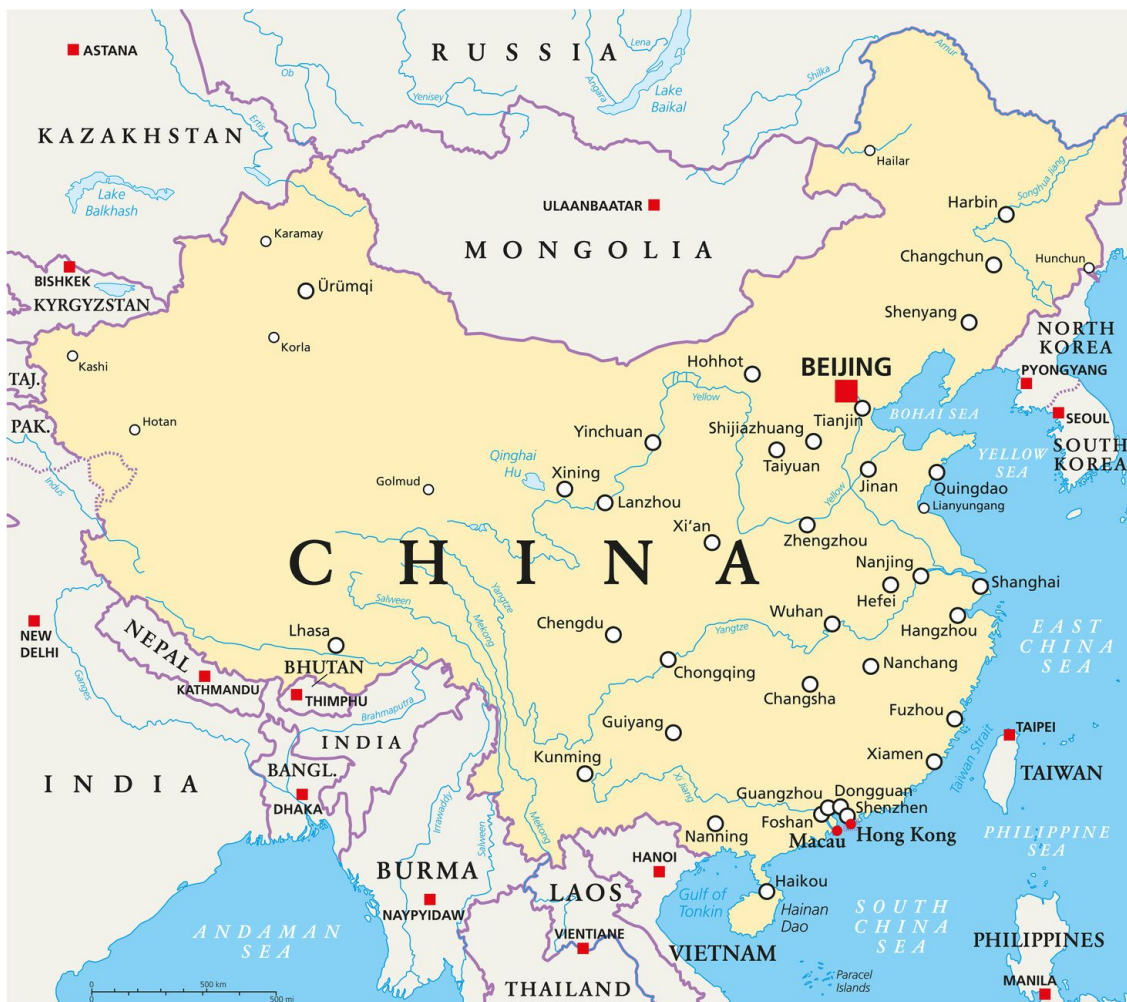 RUSSIA
ASTANA
Ob
Yenisey
Angara
Lena
Lake
Baikal
Shilka
Amur
KAZAKHSTAN
Ertis
Hailar
Songhua Jiang
Lake
Balkhash
ULAANBAATAR
MONGOLIA
Harbin
Karamay
Changchun
Hunchun
BISHKEK
KYRGYZSTAN
Ürümqi
Shenyang
NORTH
KOREA
Korla
Kashi
Hohhot
BEIJING
PYONGYANG
TAJ.
Yellow
Tianjin
BOHAI SEA
SEOUL
PAK.
Hotan
Yinchuan
Shijiazhuang
Taiyuan
SOUTH
KOREA
YELLOW
SEA
Qinghai
Hu
Xining
Golmud
Lanzhou
Yellow
Jinan
Quingdao
Lianyungang
Indus
Xi'an
Zhengzhou
CHINA
Nanjing
Hefei
Shanghai
Salween
Yangtze
Mekong
NEW
DELHI
NEPAL
Lhasa
Chengdu
Wuhan
Yangtze
Hangzhou
EAST
CHINA
SEA
BHUTAN
KATHMANDU
THIMPHU
Chongqing
Nanchang
Changsha
Ganges
Brahmaputra
Guiyang
Fuzhou
INDIA
INDIA
BANGL.
DHAKA
Kunming
Xi Jiang
Xiamen
Taiwan Strait
TAIPEI
TAIWAN
Irrawaddy
Salween
Mekong
Guangzhou
Dongguan
Shenzhen
Foshan
Macau
Hong Kong
Nanning
PHILIPPINE
SEA
BURMA
NAYPYIDAW
LAOS
HANOI
Gulf of
Tonkin
Haikou
Hainan
Dao
SOUTH
CHINA
SEA
ANDAMAN
SEA
VIENTIANE
VIETNAM
PHILIPPINES
THAILAND
Paracel
Islands
MANILA
0 500 km
0 500 mi